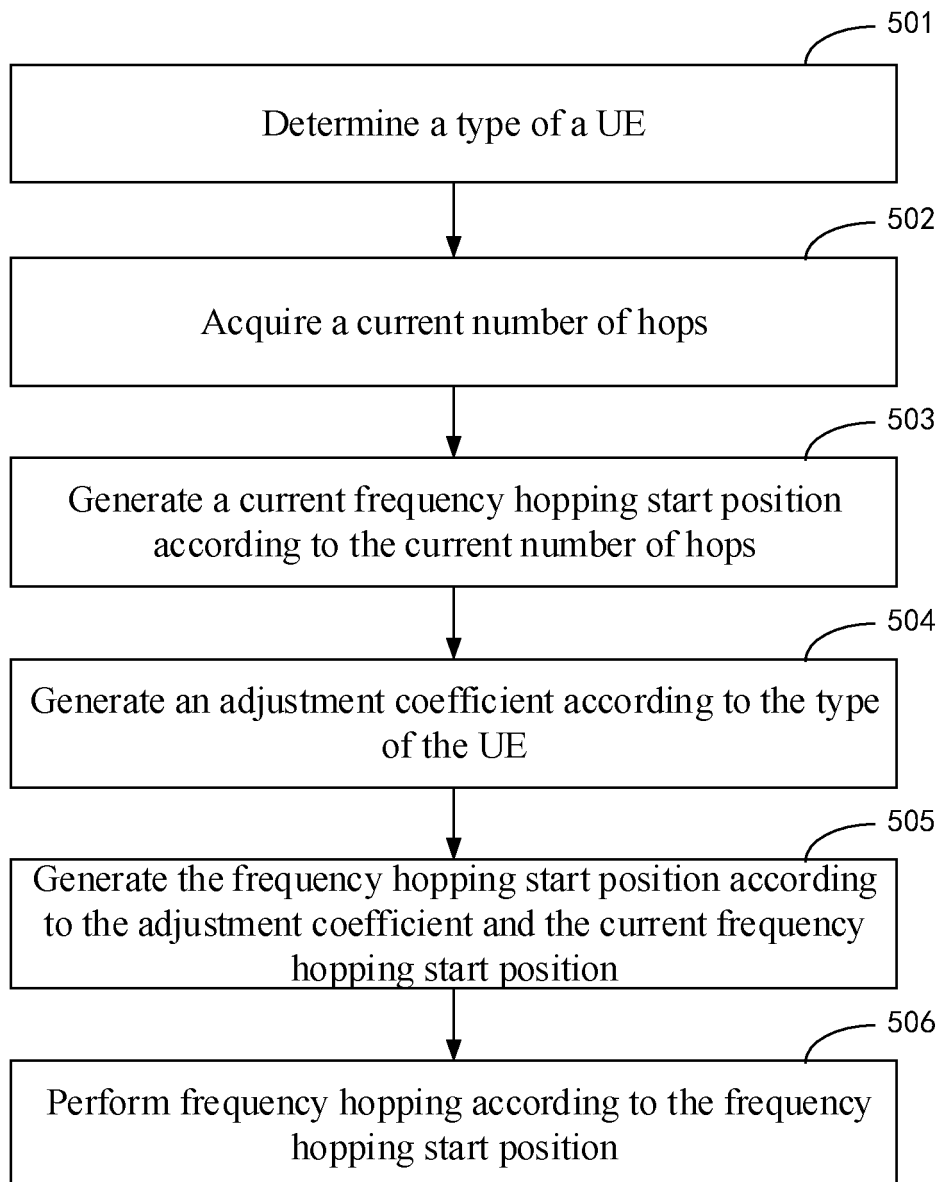 501
Determine a type of a UE
502
Acquire a current number of hops
503
Generate a current frequency hopping start position
according to the current number of hops
504
Generate an adjustment coefficient according to the type
of the UE
505
Generate the frequency hopping start position according
to the adjustment coefficient and the current frequency
hopping start position
506
Perform frequency hopping according to the frequency
hopping start position